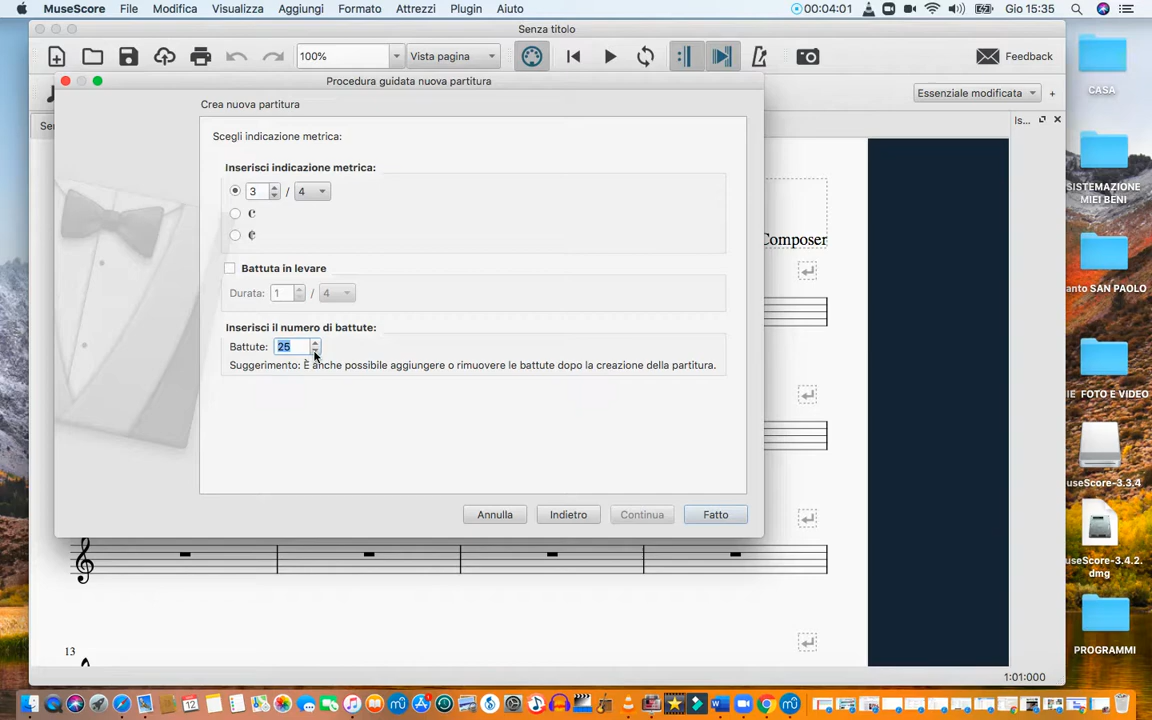 MuseScore File Modifica Visualizza Aggiungi Formato Attrezzi Plugin Aiuto 00:04:01 Gio 15:35
Senza titolo
100% Vista pagina Feedback
Procedura guidata nuova partitura
Essenziale modificata +
CASA
Crea nuova partitura
Se
Is...
Scegli indicazione metrica:
Inserisci indicazione metrica:
3 / 4
SISTEMAZIONE
MIEI BENI
Composer
Battuta in levare
Durata: 1 / 4
anto SAN PAOLO
Inserisci il numero di battute:
Battute: 25
Suggerimento: È anche possibile aggiungere o rimuovere le battute dopo la creazione della partitura.
IE FOTO E VIDEO
useScore-3.3.4
Annulla Indietro Continua Fatto
useScore-3.4.2.
dmg
13
PROGRAMMI
1:01:000
12